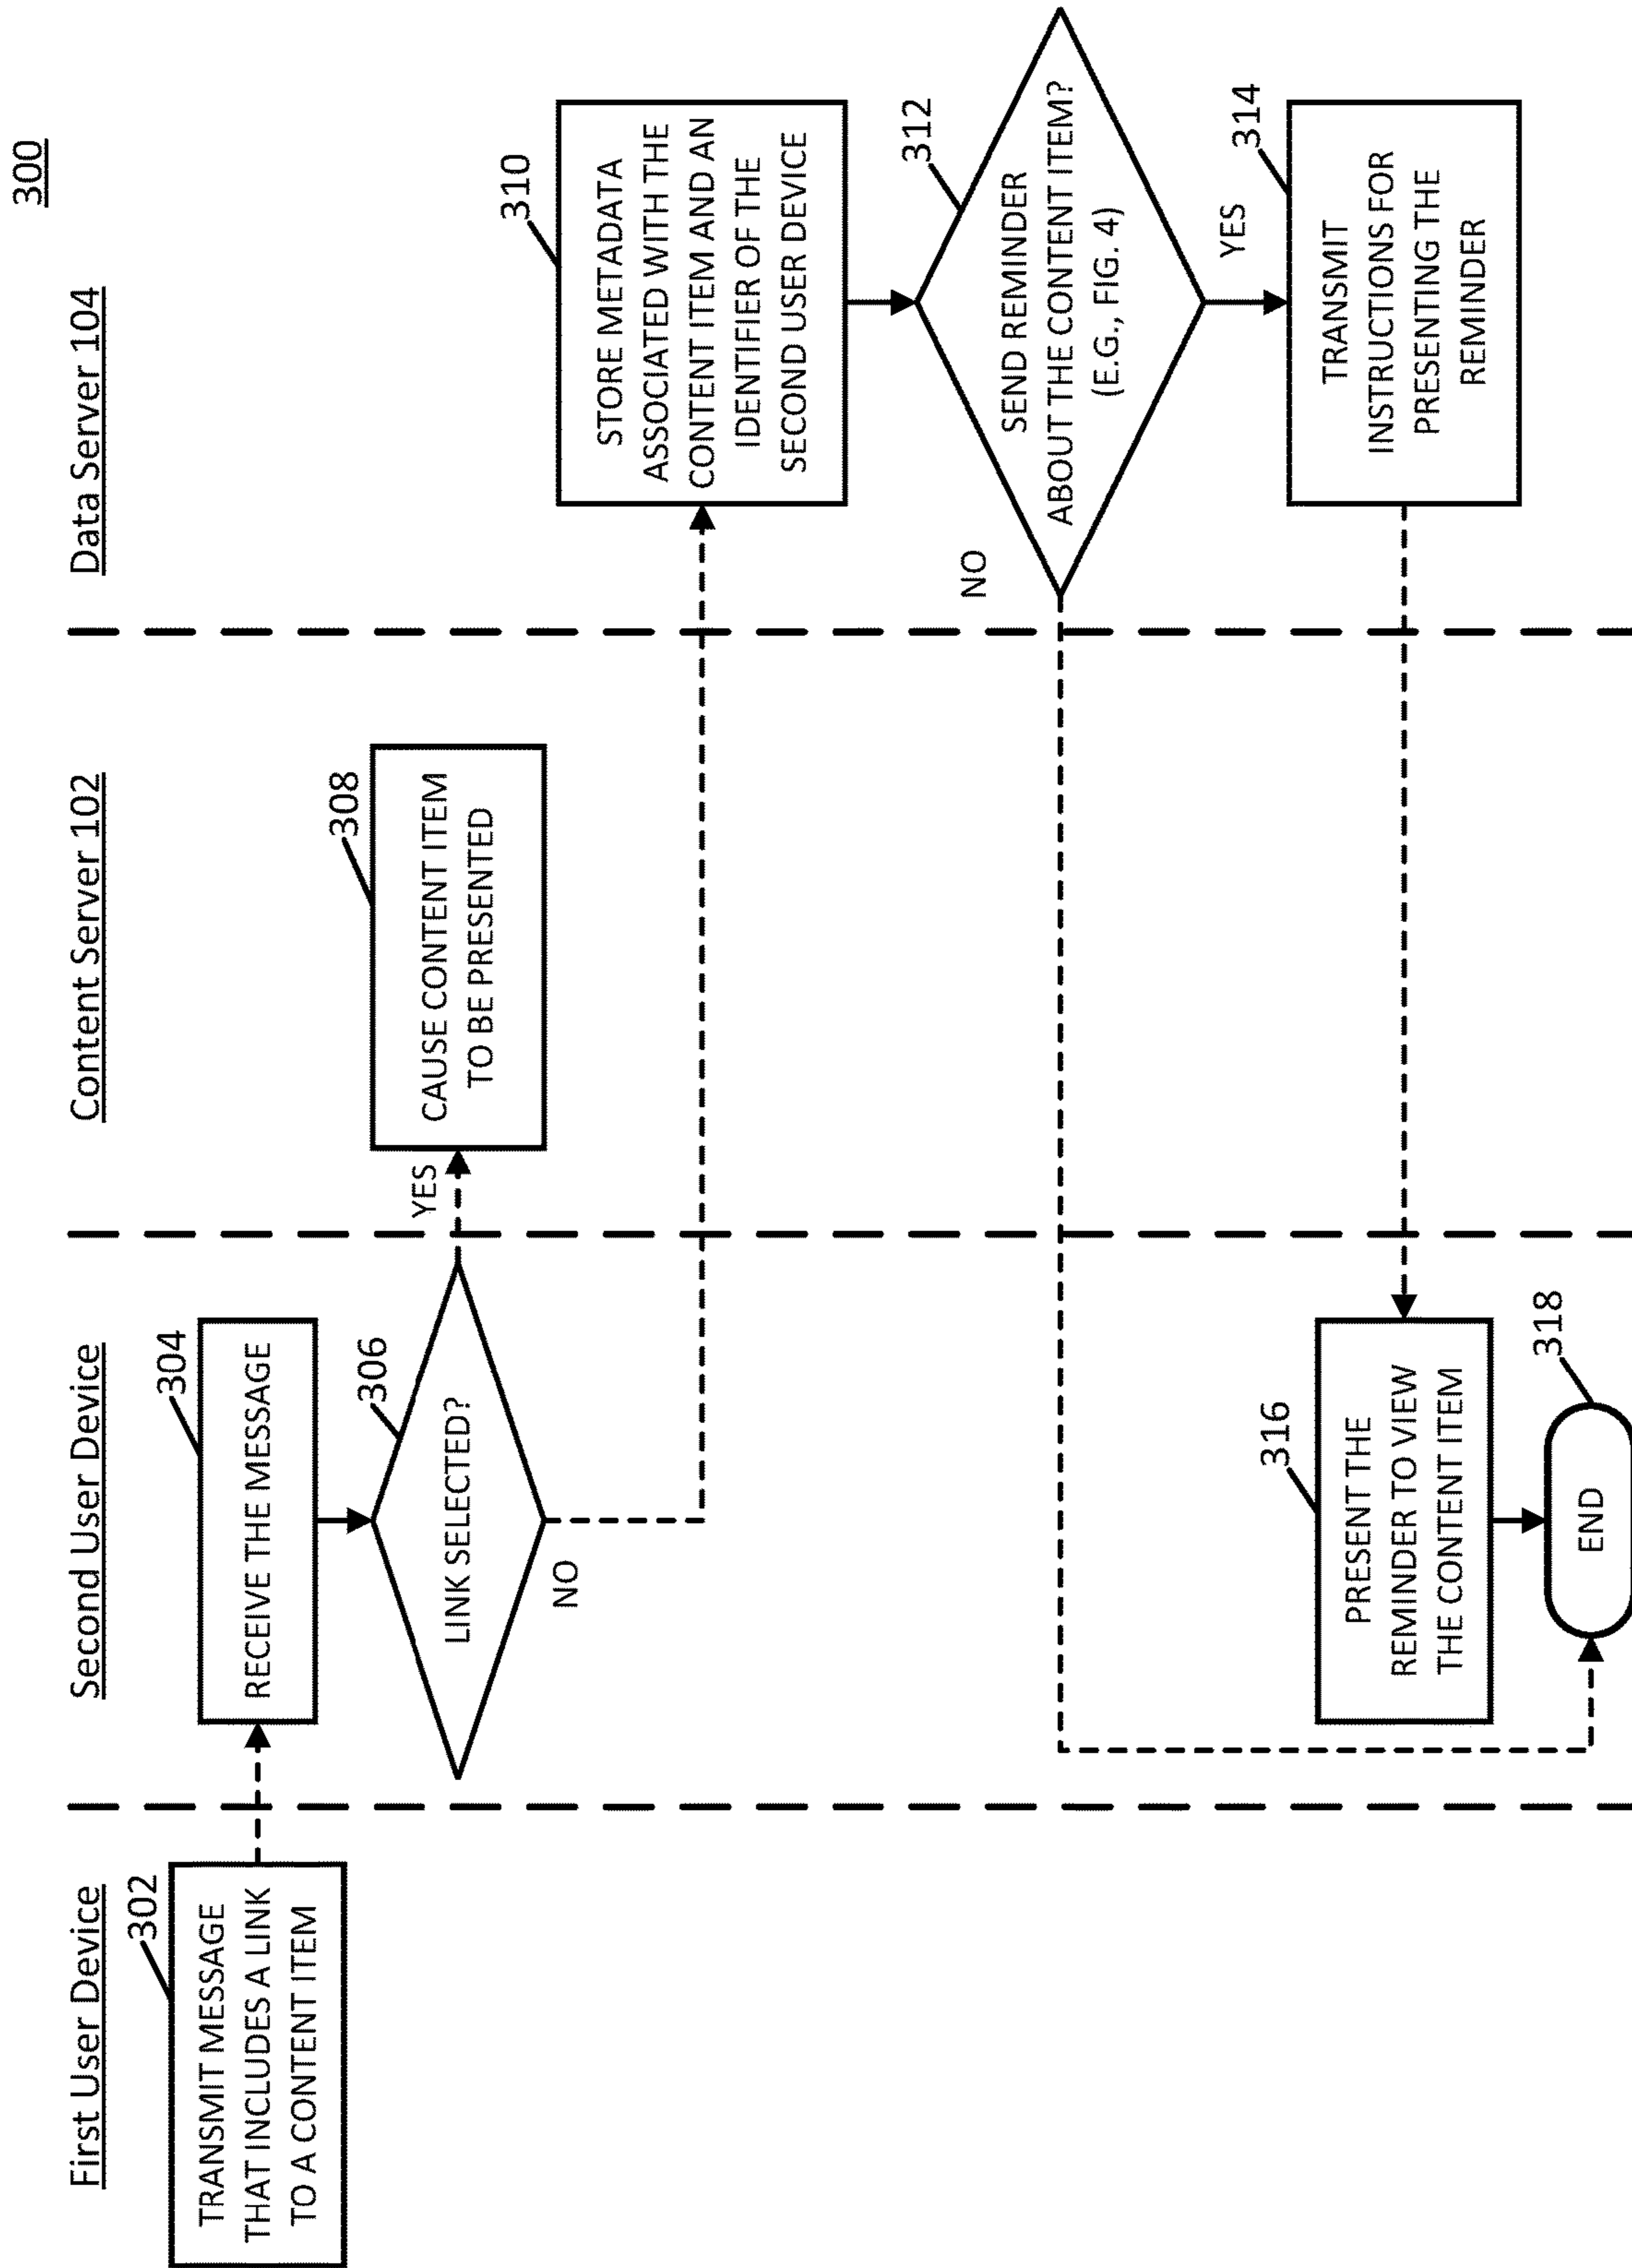 300
First User Device
Second User Device
Content Server 102
Data Server 104
302
TRANSMIT MESSAGE
THAT INCLUDES A LINK
TO A CONTENT ITEM
304
RECEIVE THE MESSAGE
306
LINK SELECTED?
YES
NO
308
CAUSE CONTENT ITEM
TO BE PRESENTED
310
STORE METADATA
ASSOCIATED WITH THE
CONTENT ITEM AND AN
IDENTIFIER OF THE
SECOND USER DEVICE
312
SEND REMINDER
ABOUT THE CONTENT ITEM?
(E.G., FIG. 4)
NO
YES
314
TRANSMIT
INSTRUCTIONS FOR
PRESENTING THE
REMINDER
316
PRESENT THE
REMINDER TO VIEW
THE CONTENT ITEM
318
END